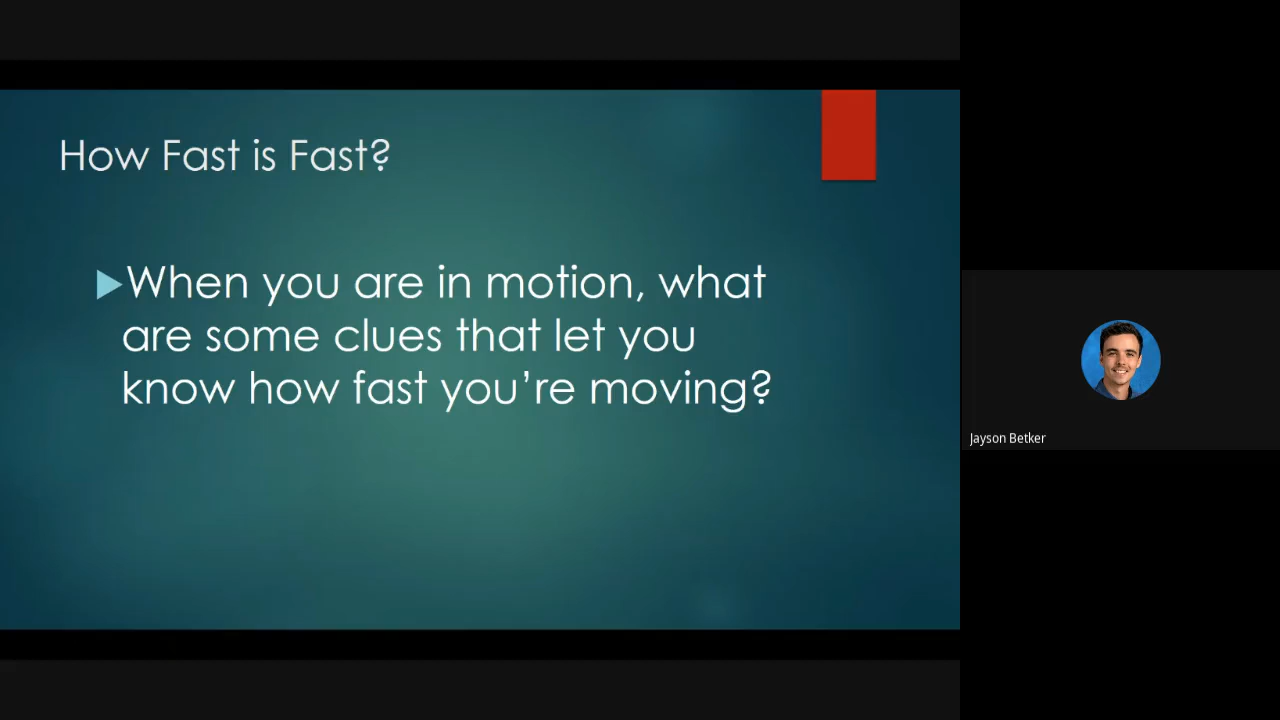 How Fast is Fast?
When you are in motion, what
are some clues that let you
know how fast you’re moving?
Jayson Betker